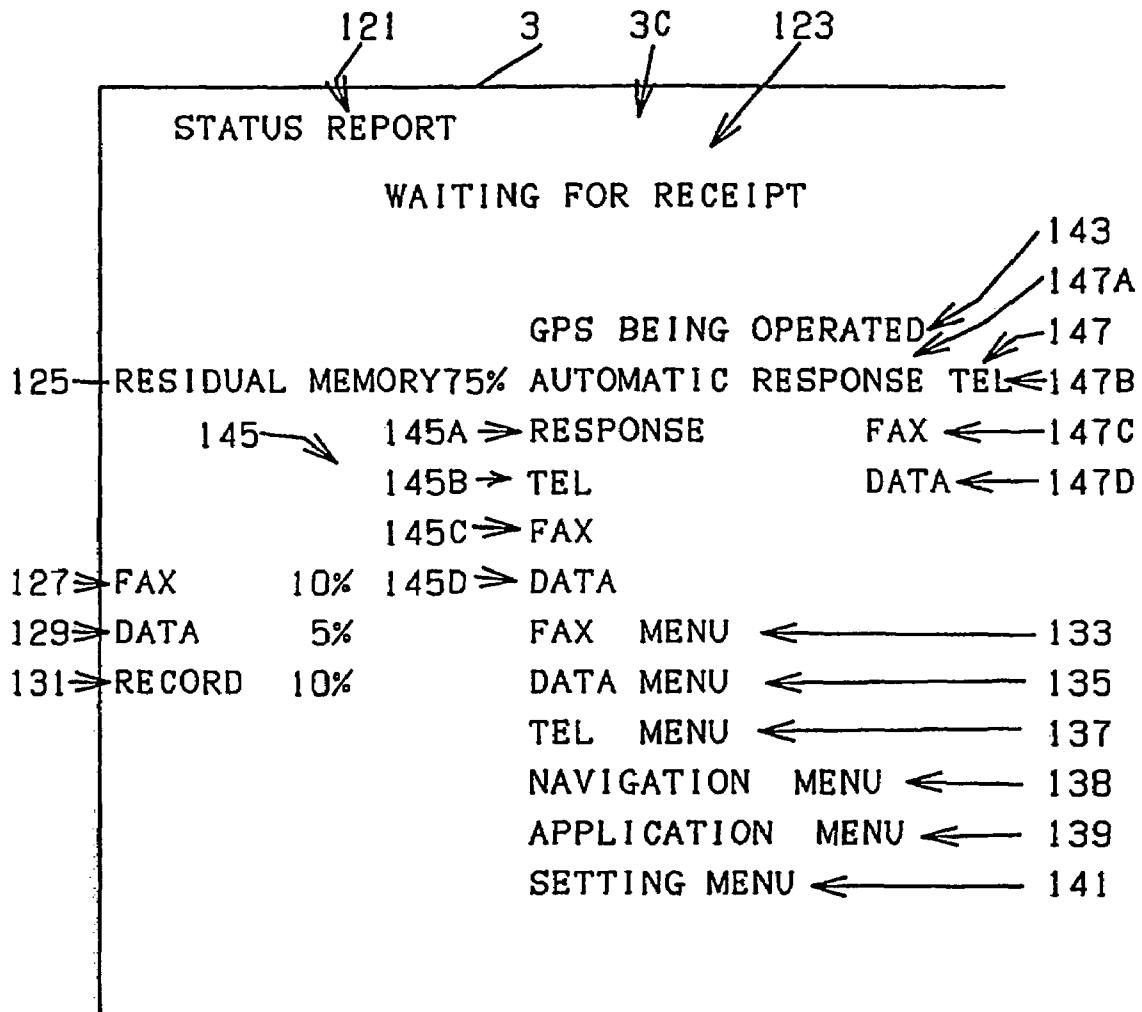 121 3 3C 123
STATUS REPORT
WAITING FOR RECEIPT
143
147A
GPS BEING OPERATED 147
125 RESIDUAL MEMORY 75% AUTOMATIC RESPONSE TEL 147B
145 145A RESPONSE FAX 147C
145B TEL DATA 147D
145C FAX
127 FAX 10% 145D DATA
129 DATA 5% FAX MENU 133
131 RECORD 10% DATA MENU 135
TEL MENU 137
NAVIGATION MENU 138
APPLICATION MENU 139
SETTING MENU 141